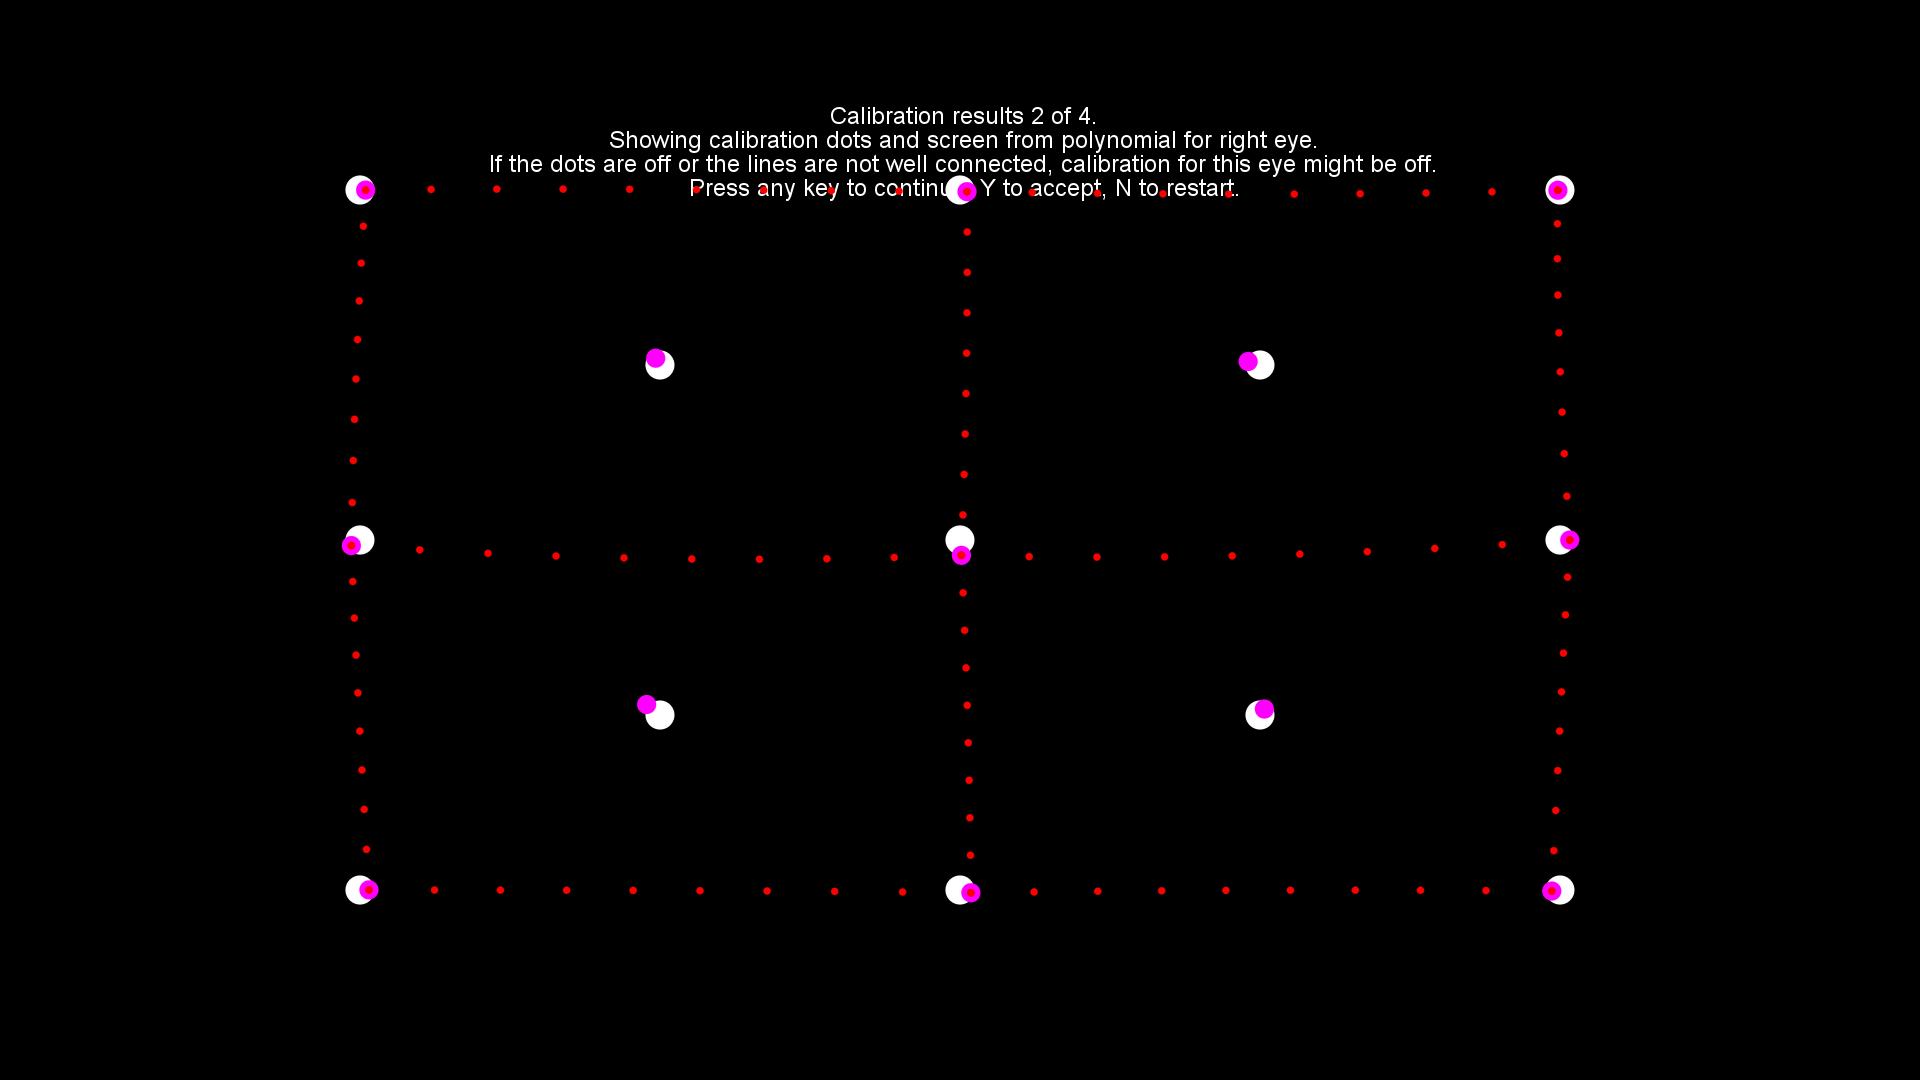 Calibration results 2 of 4.
Showing calibration dots and screen from polynomial for right eye.
If the dots are off or the lines are not well connected, calibration for this eye might be off.
Press any key to continue, Y to accept, N to restart.